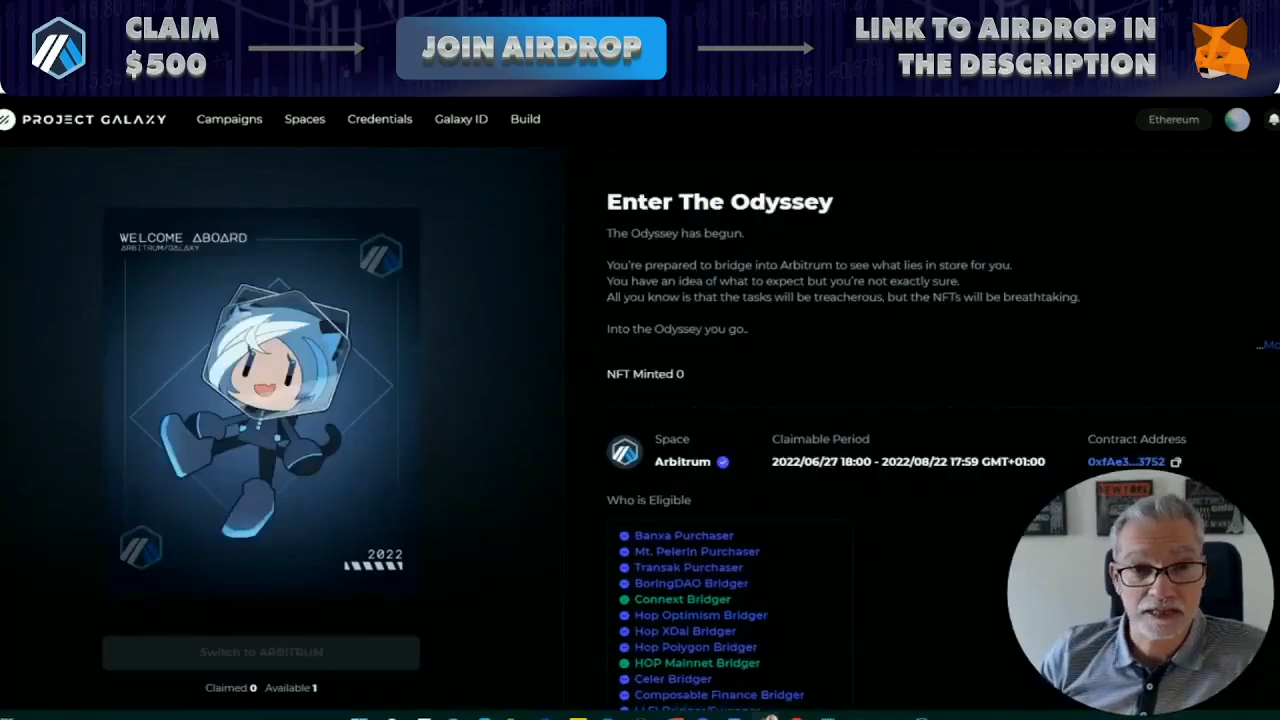 CLAIM
$500
JOIN AIRDROP
LINK TO AIRDROP IN
THE DESCRIPTION
PROJECT GALAXY
Campaigns
Spaces
Credentials
Galaxy ID
Build
Ethereum
WELCOME ABOARD
ARBITRUM/GALAXY
2022
Switch to ARBITRUM
Claimed 0 Available 1
Enter The Odyssey
The Odyssey has begun.
You're prepared to bridge into Arbitrum to see what lies in store for you.
You have an idea of what to expect but you're not exactly sure.
All you know is that the tasks will be treacherous, but the NFTs will be breathtaking.
Into the Odyssey you go..
...Mo
NFT Minted 0
Space
Arbitrum
Claimable Period
2022/06/27 18:00 - 2022/08/22 17:59 GMT+01:00
Contract Address
0xfAe3...3752
Who is Eligible
Banxa Purchaser
Mt. Pelerin Purchaser
Transak Purchaser
BoringDAO Bridger
Connext Bridger
Hop Optimism Bridger
Hop XDai Bridger
Hop Polygon Bridger
HOP Mainnet Bridger
Celer Bridger
Composable Finance Bridger